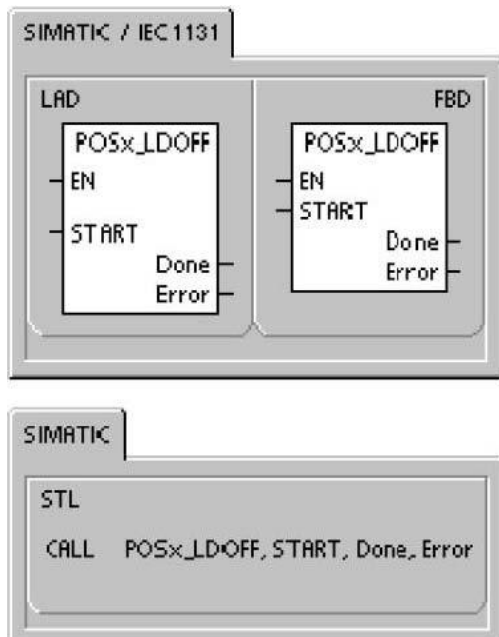 SIMATIC / IEC 1131
LAD
FBD
POSx_LDOFF
EN
START
Done
Error
POSx_LDOFF
EN
START
Done
Error
SIMATIC
STL
CALL POSx_LDOFF, START, Done, Error